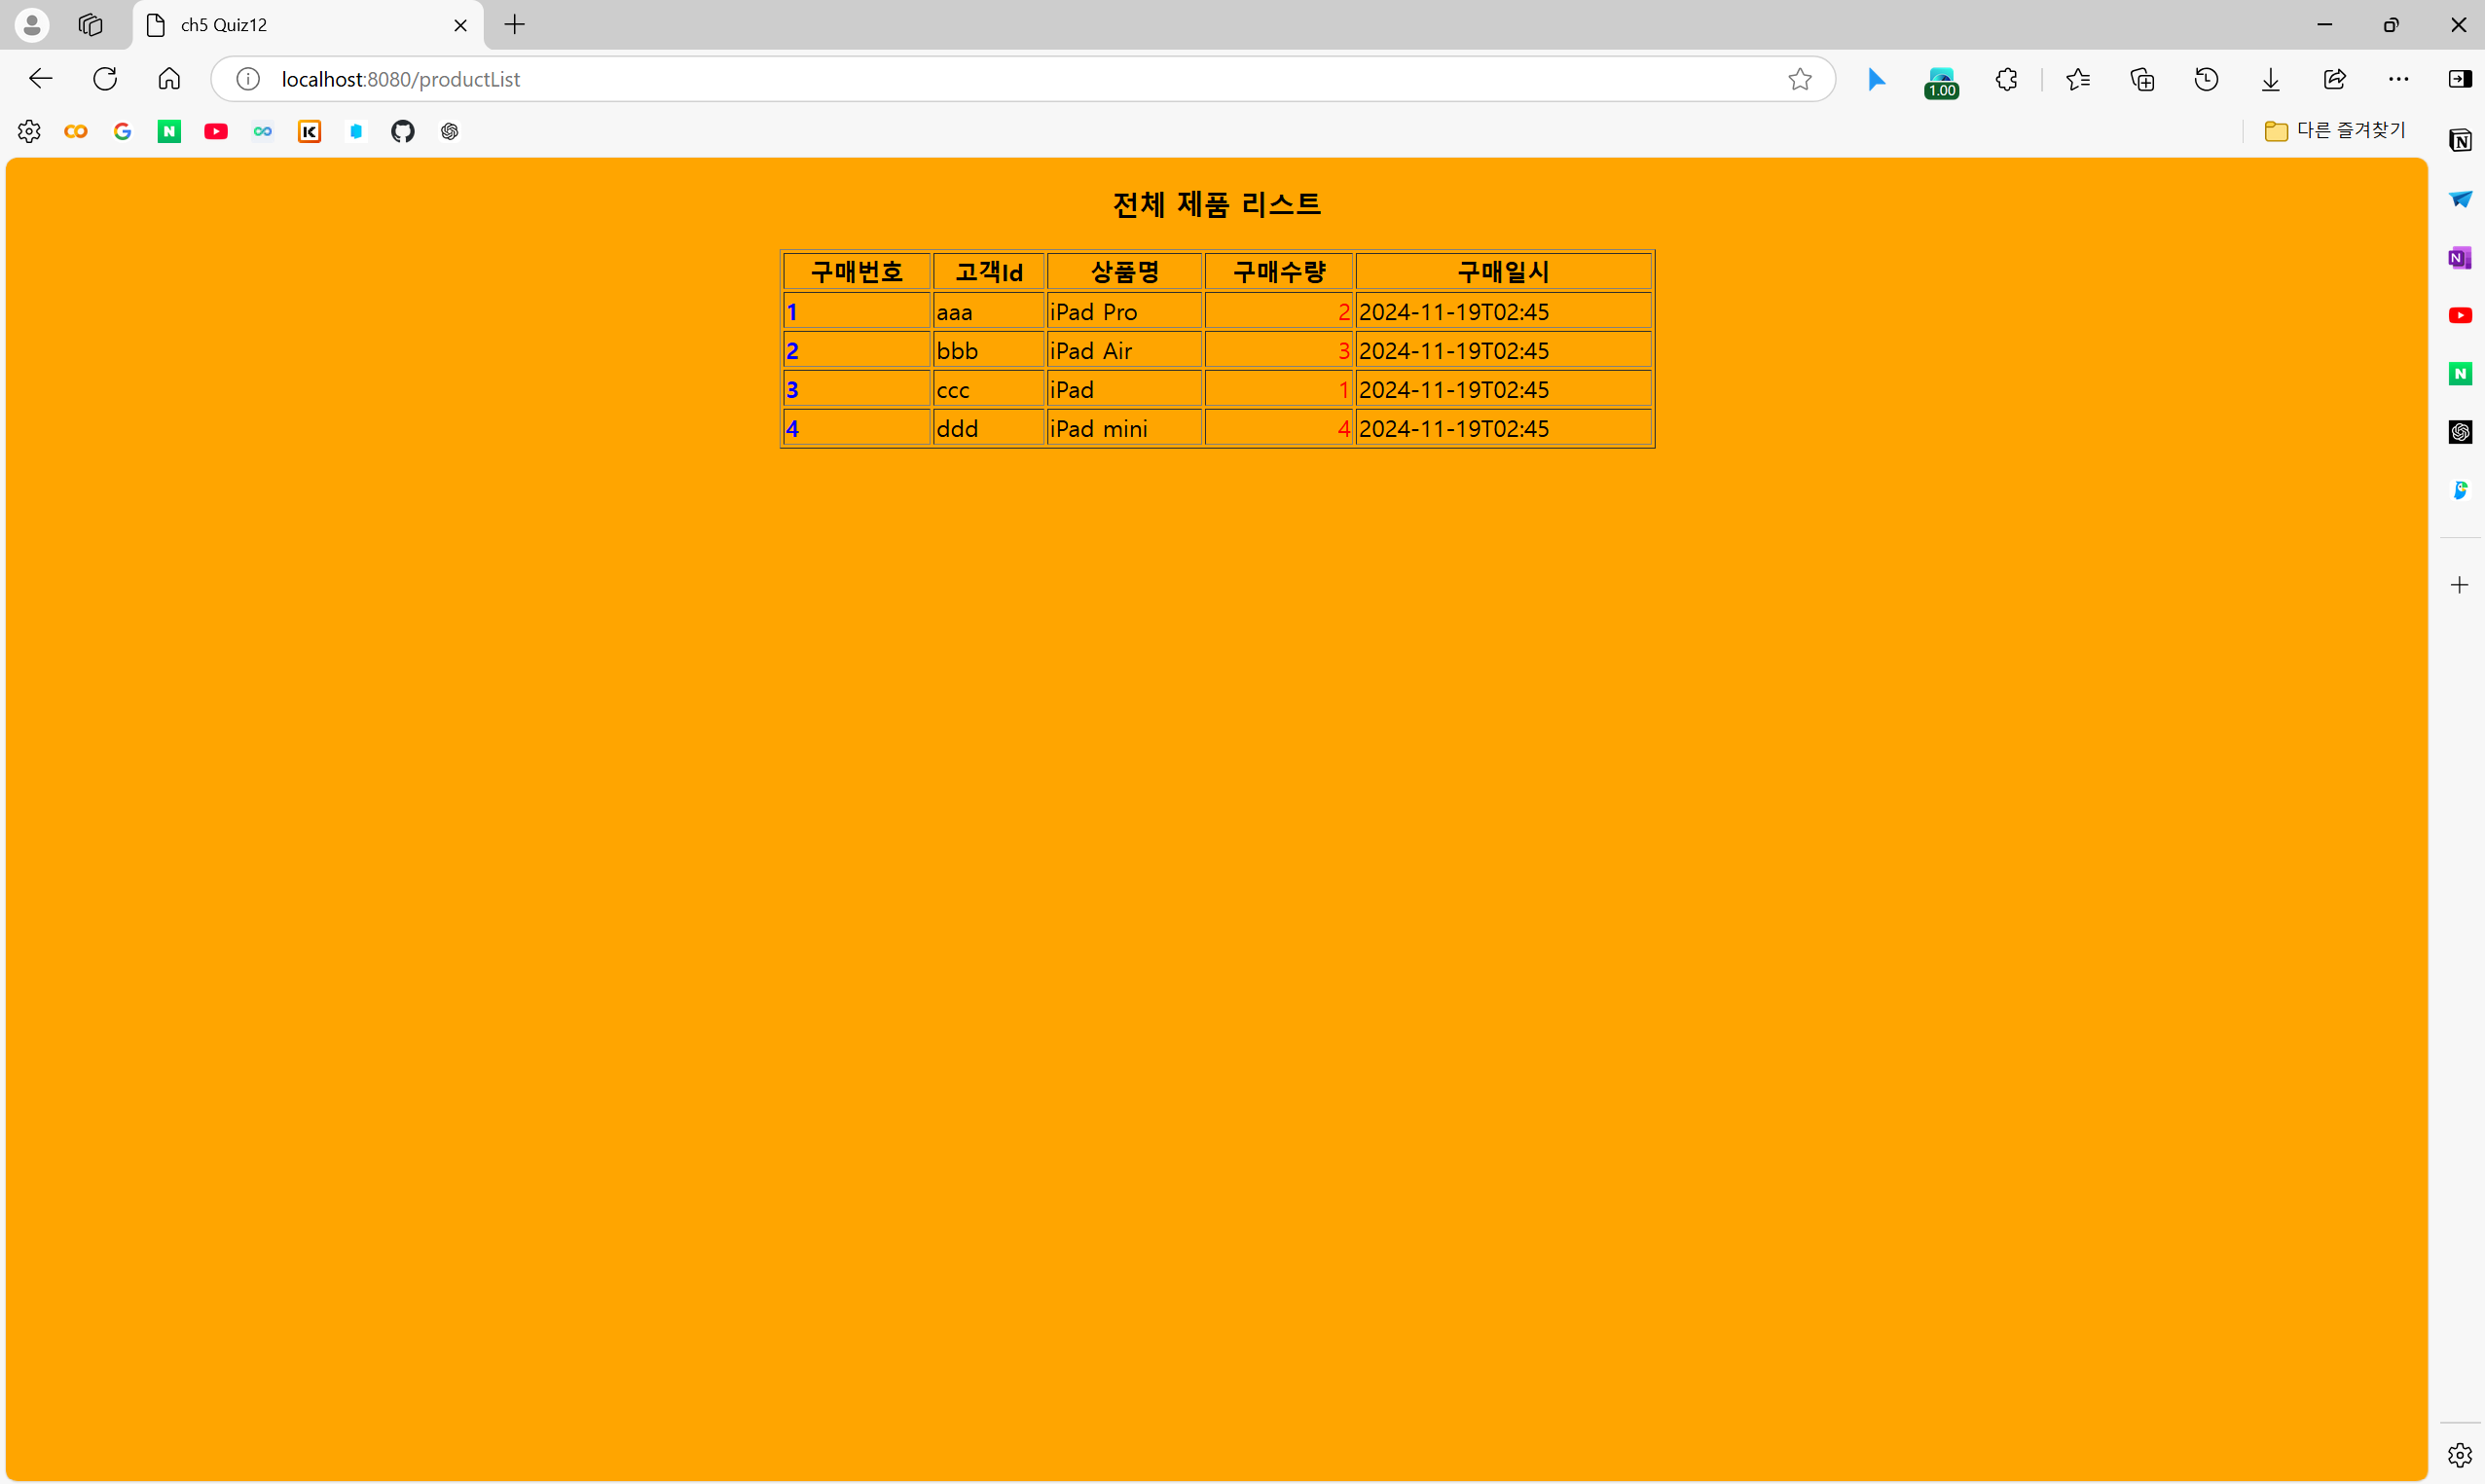 ch5 Quiz12
localhost:8080/productList
1.00
다른 즐겨찾기
전체 제품 리스트
구매번호 고객Id 상품명 구매수량 구매일시
1 aaa iPad Pro 2 2024-11-19T02:45
2 bbb iPad Air 3 2024-11-19T02:45
3 ccc iPad 1 2024-11-19T02:45
4 ddd iPad mini 4 2024-11-19T02:45